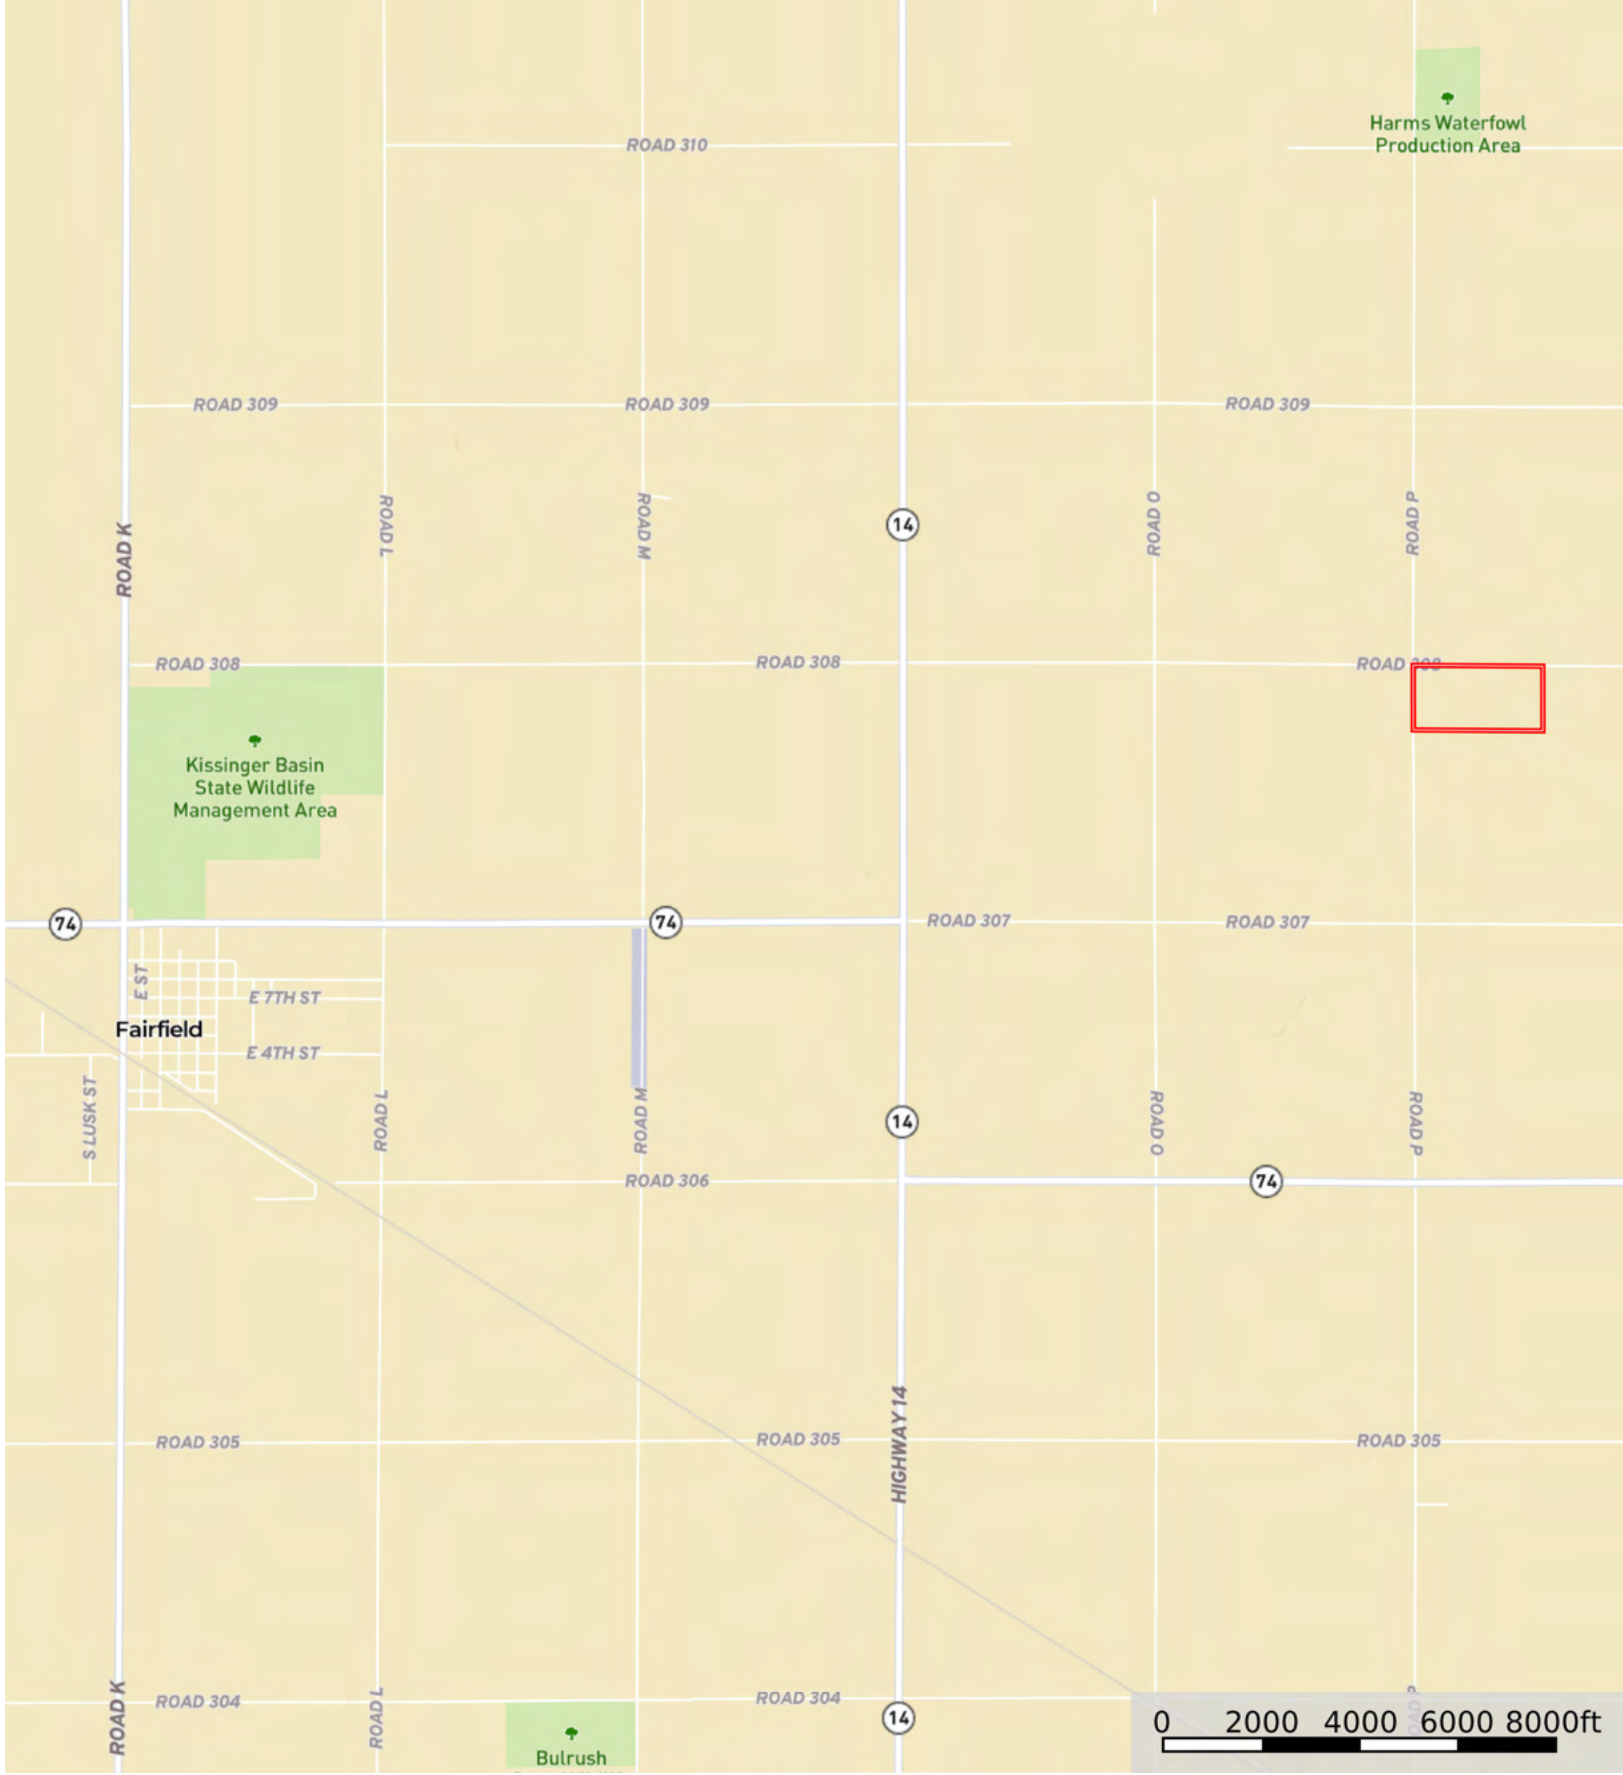 Harms Waterfowl
Production Area
ROAD 310
ROAD 309
ROAD 309
ROAD 309
ROAD K
ROAD L
ROAD M
14
ROAD O
ROAD P
ROAD 308
ROAD 308
ROAD 308
Kissinger Basin
State Wildlife
Management Area
74
74
ROAD 307
ROAD 307
E ST
E 7TH ST
Fairfield
E 4TH ST
S LUSK ST
ROAD L
ROAD M
14
ROAD O
ROAD P
ROAD 306
74
HIGHWAY 14
ROAD 305
ROAD 305
ROAD 305
ROAD K
ROAD 304
ROAD L
ROAD 304
14
ROAD P
Bulrush
0 2000 4000 6000 8000ft